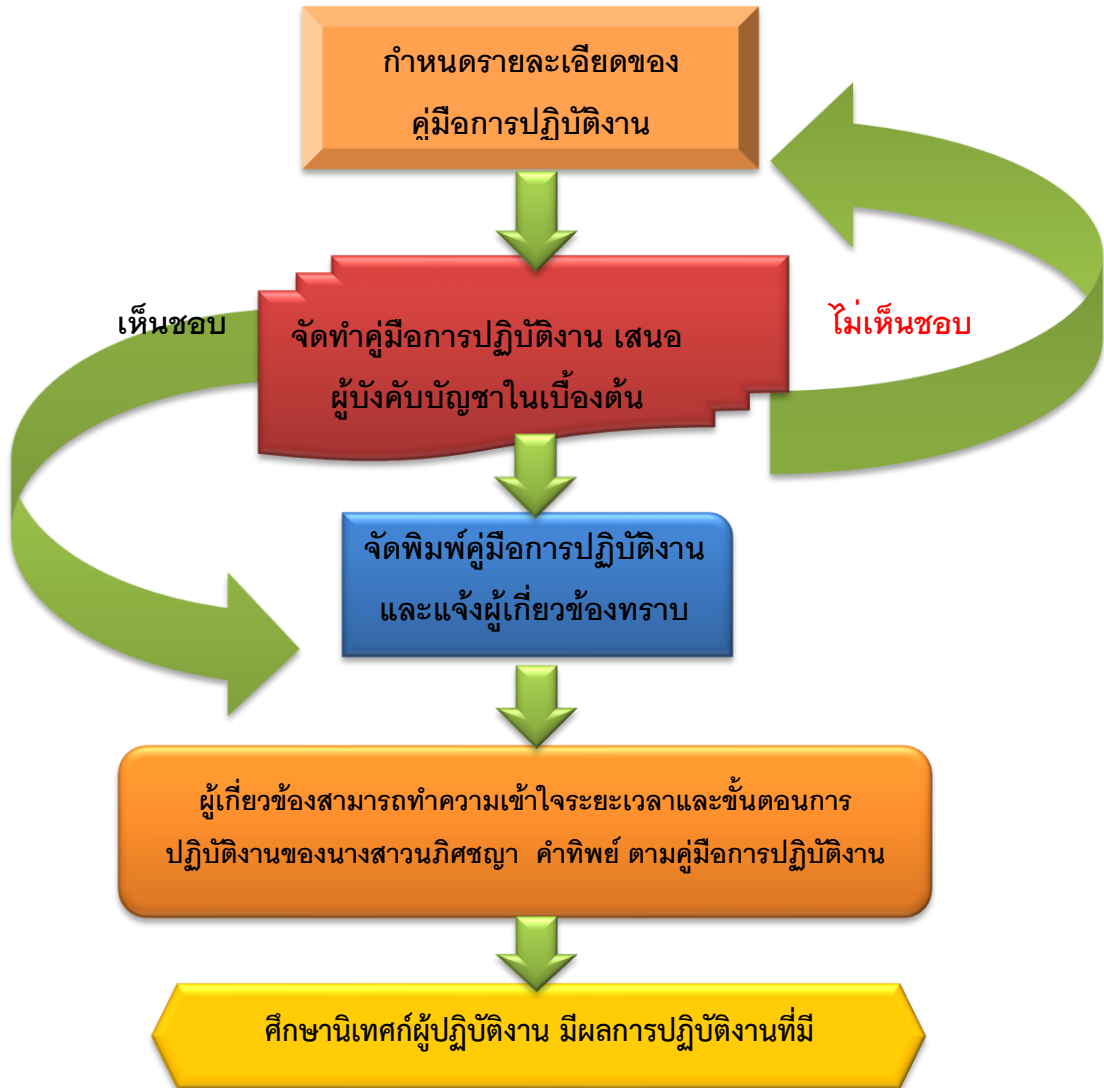 กำหนดรายละเอียดของ
คู่มือการปฏิบัติงาน
เห็นชอบ
ไม่เห็นชอบ
จัดทำคู่มือการปฏิบัติงาน เสนอ
ผู้บังคับบัญชาในเบื้องต้น
จัดพิมพ์คู่มือการปฏิบัติงาน
และแจ้งผู้เกี่ยวข้องทราบ
ผู้เกี่ยวข้องสามารถทำความเข้าใจระยะเวลาและขั้นตอนการ
ปฏิบัติงานของนางสาวนภิศชญา คำทิพย์ ตามคู่มือการปฏิบัติงาน
ศึกษานิเทศก์ผู้ปฏิบัติงาน มีผลการปฏิบัติงานที่มี